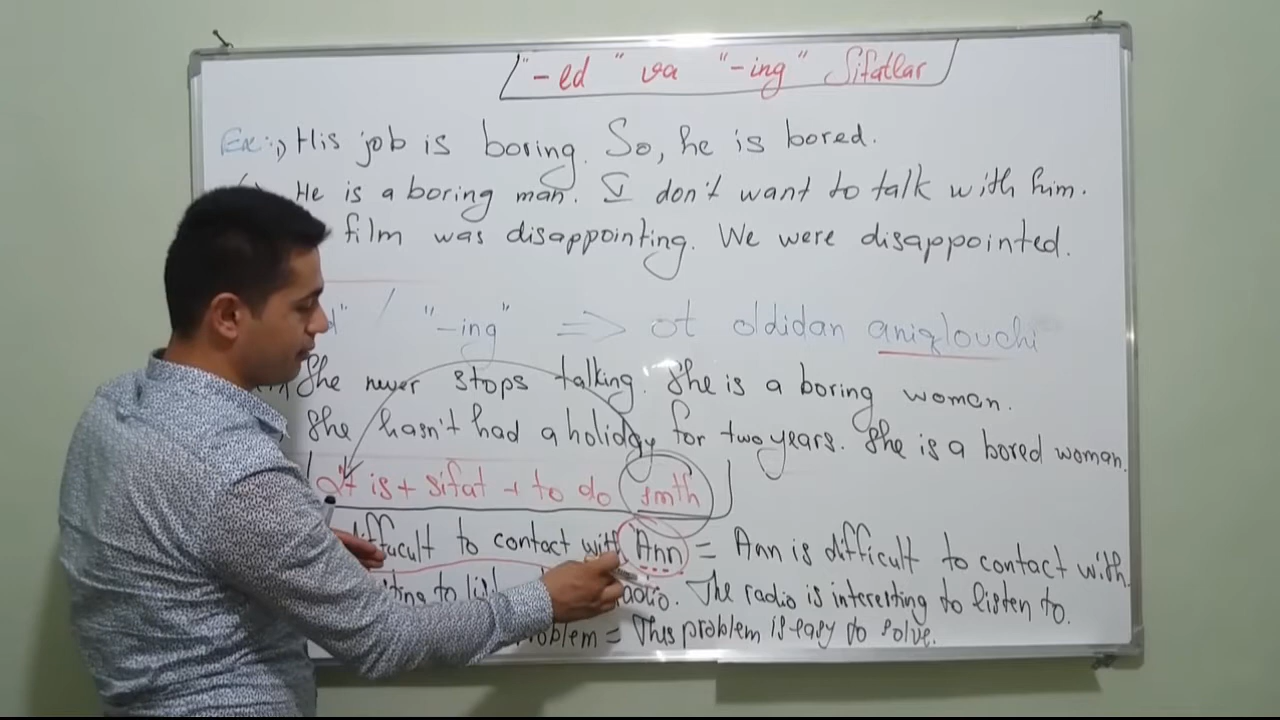 "-ed" va "-ing" Sifatlar
Ex:, His job is boring. So, he is bored.
He is a boring man. I don't want to talk with him.
film was disappointing. We were disappointed.
/ "-ing" => ot oldidan aniqlovchi
She never stops talking. She is a boring woman.
She hasn't had a holiday for two years. She is a bored woman.
It is + sifat + to do smth
to contact with Ann = Ann is difficult to contact with.
to radio. The radio is interesting to listen to.
problem = This problem is easy to solve.